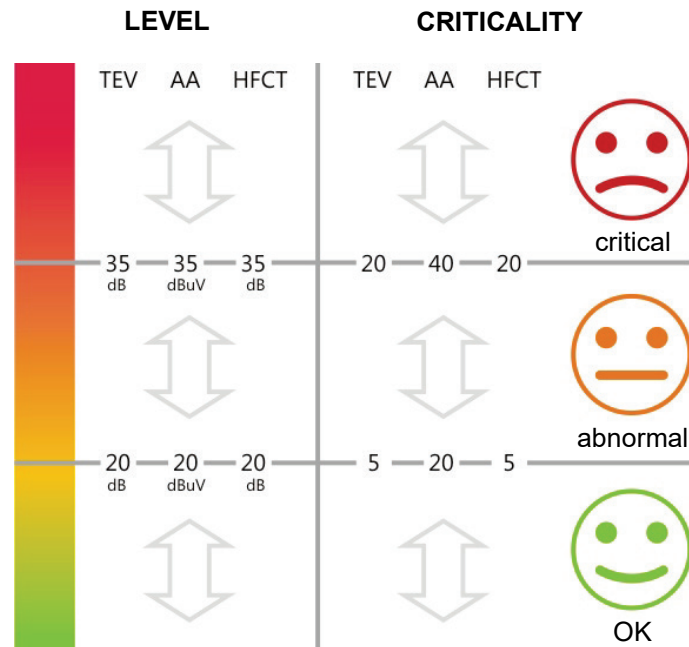 LEVEL CRITICALITY
TEV AA HFCT TEV AA HFCT
critical
35 35 35 20 40 20
dB dBuV dB
abnormal
20 20 20 5 20 5
dB dBuV dB
OK